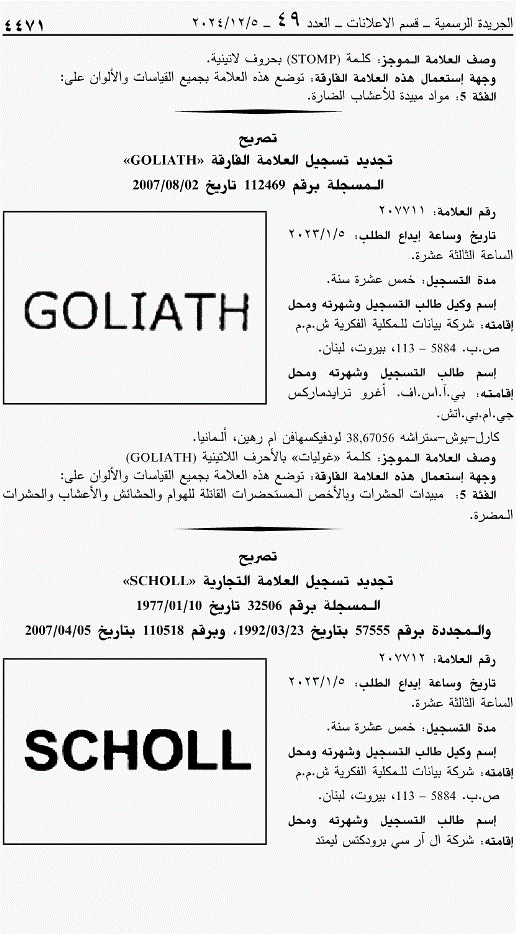 الجريدة الرسمية ـ قسم الاعلانات ـ العدد ٤٩ ـ ٢٠٢٤/١٢/٥ ٤٤٧١
وصف العلامة الموجز: كلمة (STOMP) بحروف لاتينية.
وجهة إستعمال هذه العلامة الفارقة: توضع هذه العلامة بجميع القياسات والألوان على:
الفئة 5: مواد مبيدة للأعشاب الضارة.
تصريح
تجديد تسجيل العلامة الفارقة «GOLIATH»
المسجلة برقم 112469 تاريخ 2007/08/02
رقم العلامة: ٢٠٧٧١١
تاريخ وساعة إيداع الطلب: ٢٠٢٣/١/٥
الساعة الثالثة عشرة.
مدة التسجيل: خمس عشرة سنة.
إسم وكيل طالب التسجيل وشهرته ومحل
إقامته: شركة بيانات للمكلية الفكرية ش.م.م
ص.ب. 5884 – 113، بيروت، لبنان.
إسم طالب التسجيل وشهرته ومحل
إقامته: بي.آ.اس.اف. أغرو ترايدماركس
جي.ام.بي.اتش.
GOLIATH
كارل–بوش–ستراشه 38,67056 لودفيكسهافن ام رهين، ألمانيا.
وصف العلامة الموجز: كلمة «غوليات» بالأحرف اللاتينية (GOLIATH)
وجهة إستعمال هذه العلامة الفارقة: توضع هذه العلامة بجميع القياسات والألوان على:
الفئة 5: مبيدات الحشرات وبالأخص المستحضرات القاتلة للهوام والحشائش والأعشاب والحشرات
المضرة.
تصريح
تجديد تسجيل العلامة التجارية «SCHOLL»
المسجلة برقم 32506 تاريخ 1977/01/10
والمجددة برقم 57555 بتاريخ 1992/03/23، وبرقم 110518 بتاريخ 2007/04/05
رقم العلامة: ٢٠٧٧١٢
تاريخ وساعة إيداع الطلب: ٢٠٢٣/١/٥
الساعة الثالثة عشرة.
مدة التسجيل: خمس عشرة سنة.
إسم وكيل طالب التسجيل وشهرته ومحل
إقامته: شركة بيانات للمكلية الفكرية ش.م.م
ص.ب. 5884 – 113، بيروت، لبنان.
إسم طالب التسجيل وشهرته ومحل
إقامته: شركة ال آر سي برودكتس ليمتد
SCHOLL